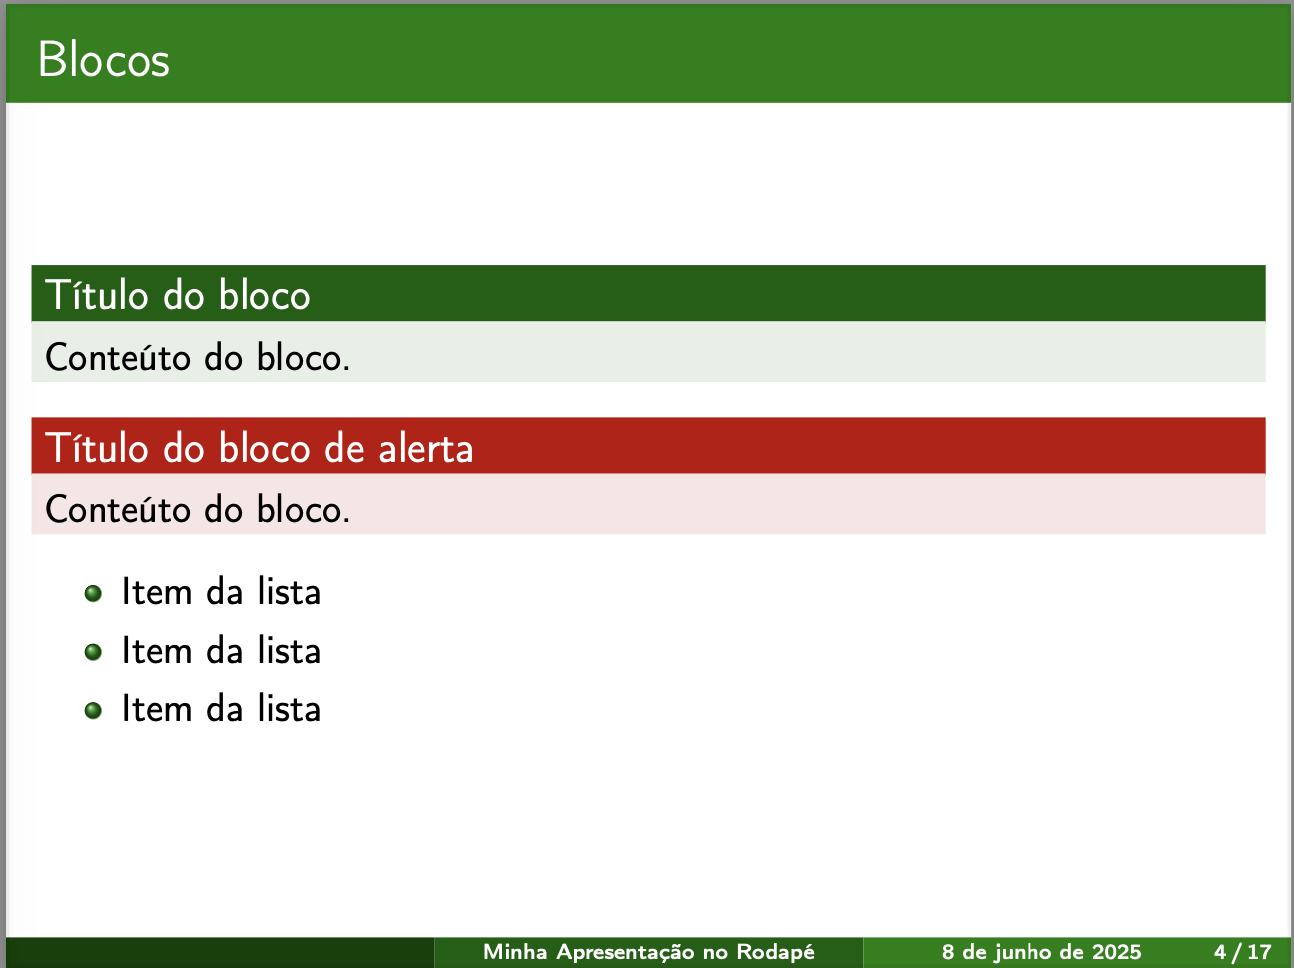 Blocos
Título do bloco
Conteúto do bloco.
Título do bloco de alerta
Conteúto do bloco.
Item da lista
Item da lista
Item da lista
Minha Apresentação no Rodapé 8 de junho de 2025 4 / 17